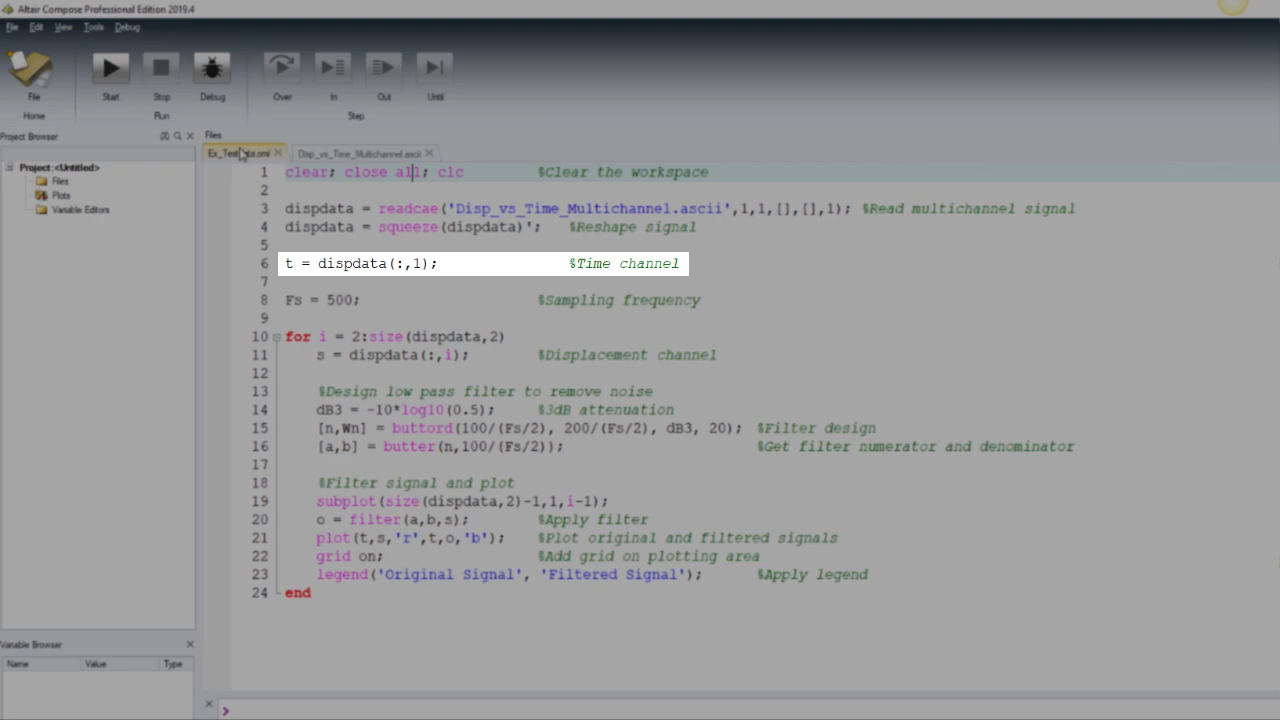 Altair Compose Professional Edition 2019.4
File Edit View Tools Debug
File Start Stop Debug Over In Out Until
Home Run Step
Project Browser
Files
Project:<Untitled>
Files
Plots
Variable Editors
Disp_vs_Time_Multichannel.ascii
1 clear; close all; clc %Clear the workspace
2
3 dispdata = readcae('Disp_vs_Time_Multichannel.ascii',1,1,[],[],1); %Read multichannel signal
4 dispdata = squeeze(dispdata)'; %Reshape signal
5
6 t = dispdata(:,1); %Time channel
7
8 Fs = 500; %Sampling frequency
9
10 for i = 2:size(dispdata,2)
11 s = dispdata(:,i); %Displacement channel
12
13 %Design low pass filter to remove noise
14 dB3 = -10*log10(0.5); %3dB attenuation
15 [n,Wn] = buttord(100/(Fs/2), 200/(Fs/2), dB3, 20); %Filter design
16 [a,b] = butter(n,100/(Fs/2)); %Get filter numerator and denominator
17
18 %Filter signal and plot
19 subplot(size(dispdata,2)-1,1,i-1);
20 o = filter(a,b,s); %Apply filter
21 plot(t,s,'r',t,o,'b'); %Plot original and filtered signals
22 grid on; %Add grid on plotting area
23 legend('Original Signal', 'Filtered Signal'); %Apply legend
24 end
Variable Browser
Name Value Type
>